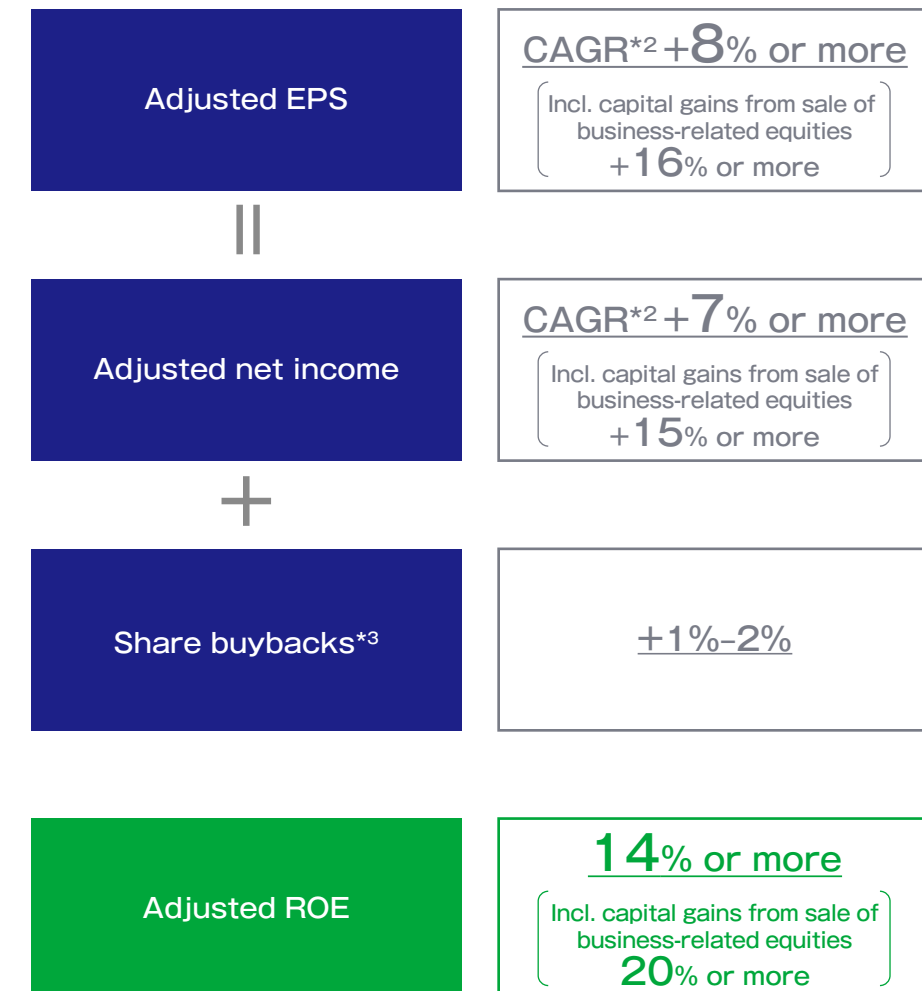 Adjusted EPS
CAGR*2 +8% or more
Incl. capital gains from sale of
business-related equities
+16% or more
Adjusted net income
CAGR*2 +7% or more
Incl. capital gains from sale of
business-related equities
+15% or more
+
Share buybacks*3
+1%–2%
Adjusted ROE
14% or more
Incl. capital gains from sale of
business-related equities
20% or more